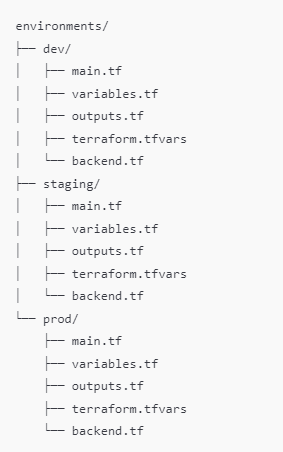 environments/
├── dev/
│   ├── main.tf
│   ├── variables.tf
│   ├── outputs.tf
│   ├── terraform.tfvars
│   └── backend.tf
├── staging/
│   ├── main.tf
│   ├── variables.tf
│   ├── outputs.tf
│   ├── terraform.tfvars
│   └── backend.tf
└── prod/
    ├── main.tf
    ├── variables.tf
    ├── outputs.tf
    ├── terraform.tfvars
    └── backend.tf